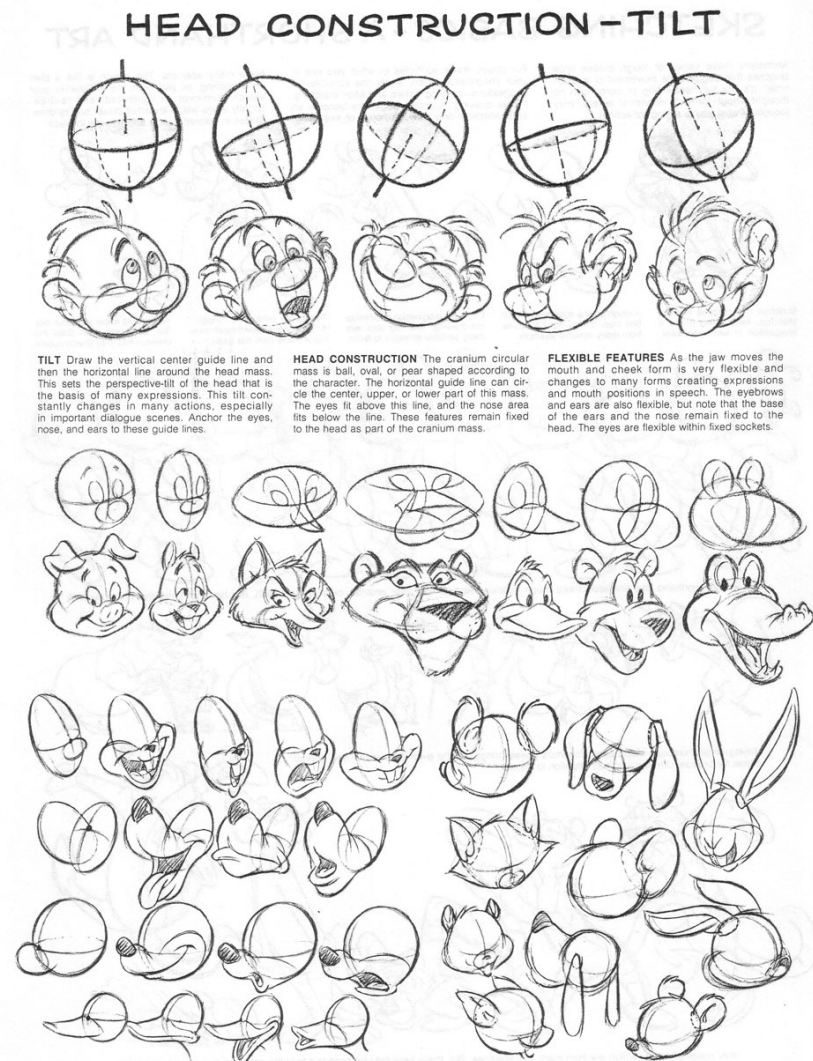 HEAD CONSTRUCTION–TILT
TILT Draw the vertical center guide line and
then the horizontal line around the head mass.
This sets the perspective-tilt of the head that is
the basis of many expressions. This tilt con-
stantly changes in many actions, especially
in important dialogue scenes. Anchor the eyes,
nose, and ears to these guide lines.
HEAD CONSTRUCTION The cranium circular
mass is ball, oval, or pear shaped according to
the character. The horizontal guide line can cir-
cle the center, upper, or lower part of this mass.
The eyes fit above this line, and the nose area
fits below the line. These features remain fixed
to the head as part of the cranium mass.
FLEXIBLE FEATURES As the jaw moves the
mouth and cheek form is very flexible and
changes to many forms creating expressions
and mouth positions in speech. The eyebrows
and ears are also flexible, but note that the base
of the ears and the nose remain fixed to the
head. The eyes are flexible within fixed sockets.